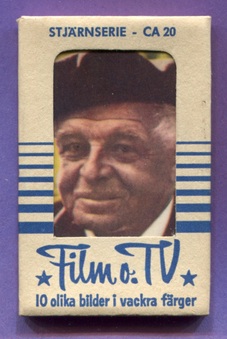 STJÄRNSERIE - CA 20
Film o. TV
10 olika bilder i vackra färger